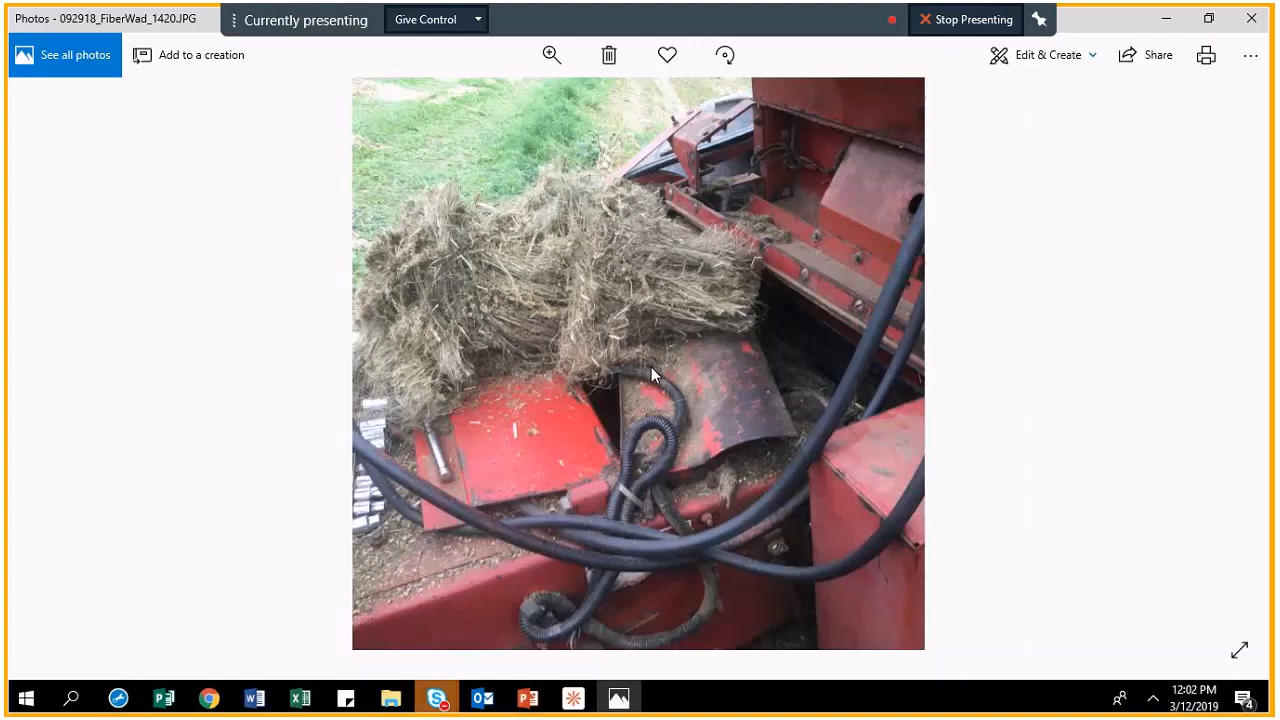 Photos - 092918_FiberWad_1420.JPG
Currently presenting
Give Control
Stop Presenting
See all photos
Add to a creation
Edit & Create
Share
12:02 PM
3/12/2019
4